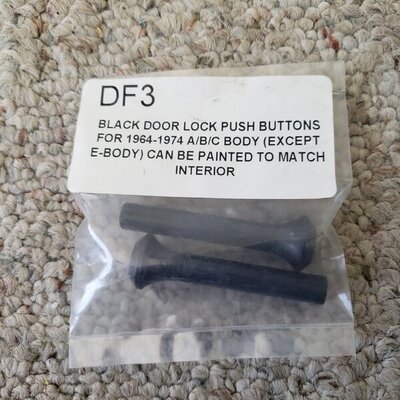 DF3
BLACK DOOR LOCK PUSH BUTTONS
FOR 1964-1974 A/B/C BODY (EXCEPT
E-BODY) CAN BE PAINTED TO MATCH
INTERIOR